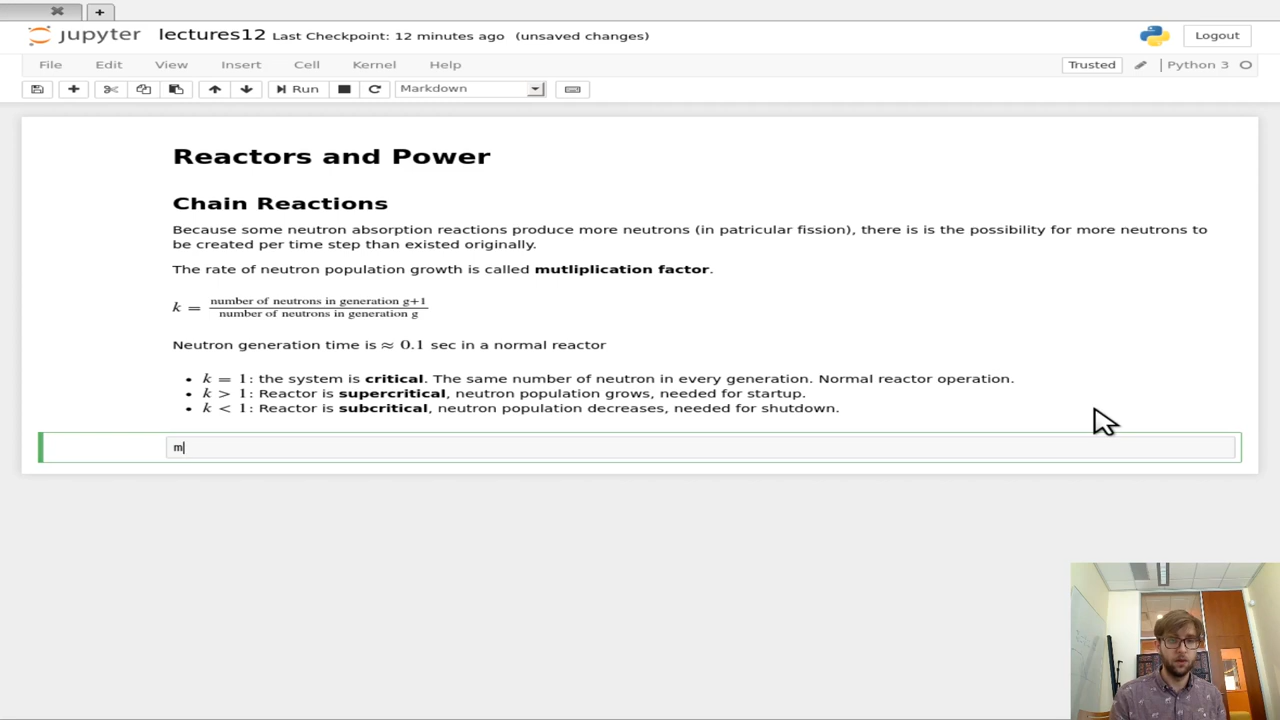 jupyter lectures12 Last Checkpoint: 12 minutes ago (unsaved changes) Logout
File Edit View Insert Cell Kernel Help Trusted Python 3
Run Markdown
Reactors and Power
Chain Reactions
Because some neutron absorption reactions produce more neutrons (in patricular fission), there is is the possibility for more neutrons to
be created per time step than existed originally.
The rate of neutron population growth is called mutliplication factor.
k = number of neutrons in generation g+1 / number of neutrons in generation g
Neutron generation time is ≈ 0.1 sec in a normal reactor
• k = 1: the system is critical. The same number of neutron in every generation. Normal reactor operation.
• k > 1: Reactor is supercritical, neutron population grows, needed for startup.
• k < 1: Reactor is subcritical, neutron population decreases, needed for shutdown.
m